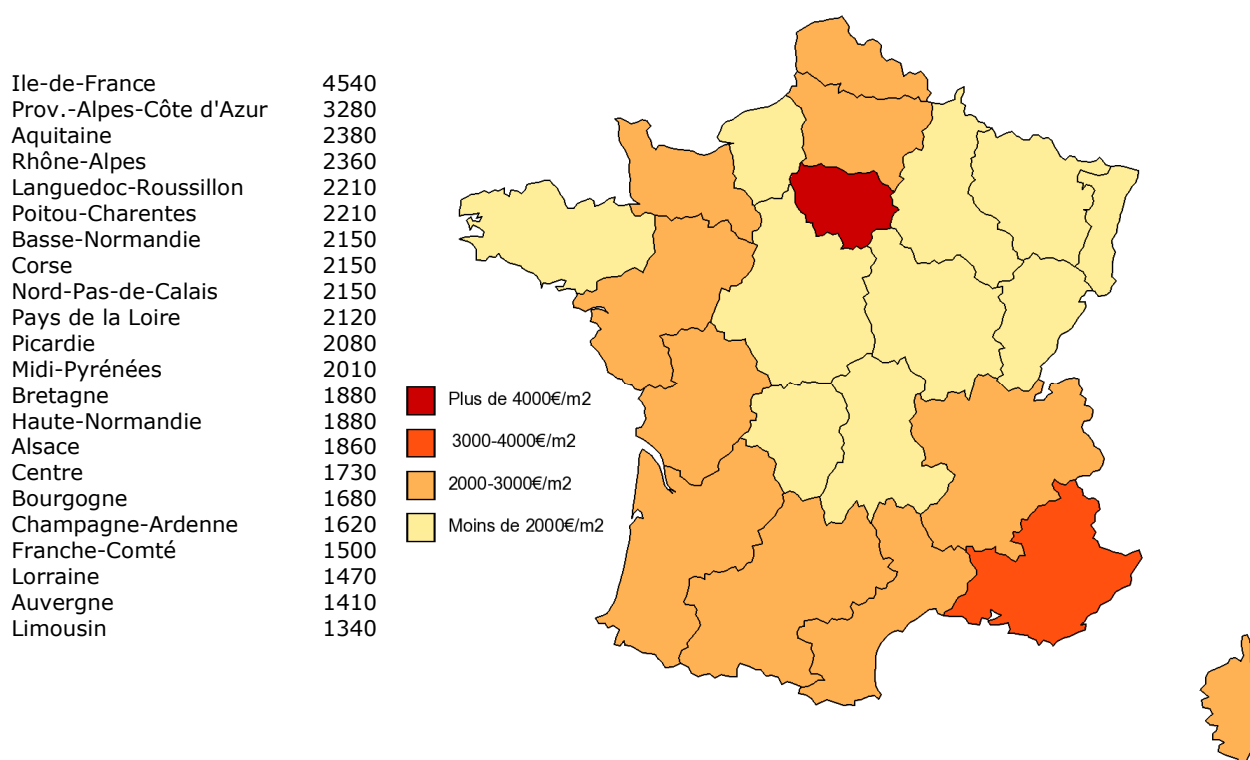 Ile-de-France 4540
Prov.-Alpes-Côte d'Azur 3280
Aquitaine 2380
Rhône-Alpes 2360
Languedoc-Roussillon 2210
Poitou-Charentes 2210
Basse-Normandie 2150
Corse 2150
Nord-Pas-de-Calais 2150
Pays de la Loire 2120
Picardie 2080
Midi-Pyrénées 2010
Bretagne 1880
Haute-Normandie 1880
Alsace 1860
Centre 1730
Bourgogne 1680
Champagne-Ardenne 1620
Franche-Comté 1500
Lorraine 1470
Auvergne 1410
Limousin 1340
Plus de 4000€/m2
3000-4000€/m2
2000-3000€/m2
Moins de 2000€/m2